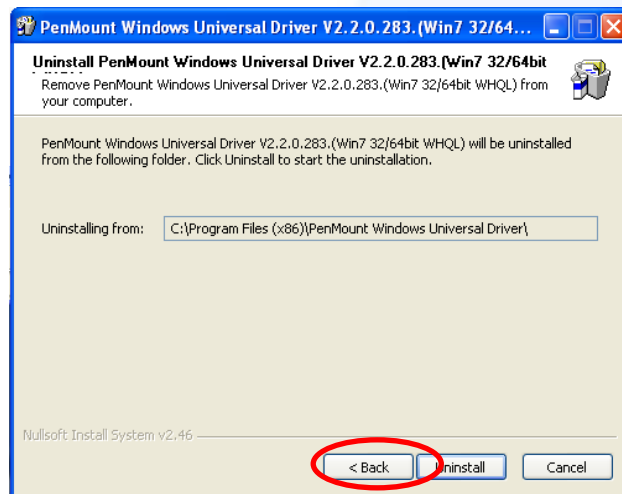 PenMount Windows Universal Driver V2.2.0.283.(Win7 32/64...
Uninstall PenMount Windows Universal Driver V2.2.0.283.(Win7 32/64bit
Remove PenMount Windows Universal Driver V2.2.0.283.(Win7 32/64bit WHQL) from
your computer.
PenMount Windows Universal Driver V2.2.0.283.(Win7 32/64bit WHQL) will be uninstalled
from the following folder. Click Uninstall to start the uninstallation.
Uninstalling from: C:\Program Files (x86)\PenMount Windows Universal Driver\
Nullsoft Install System v2.46
< Back Uninstall Cancel